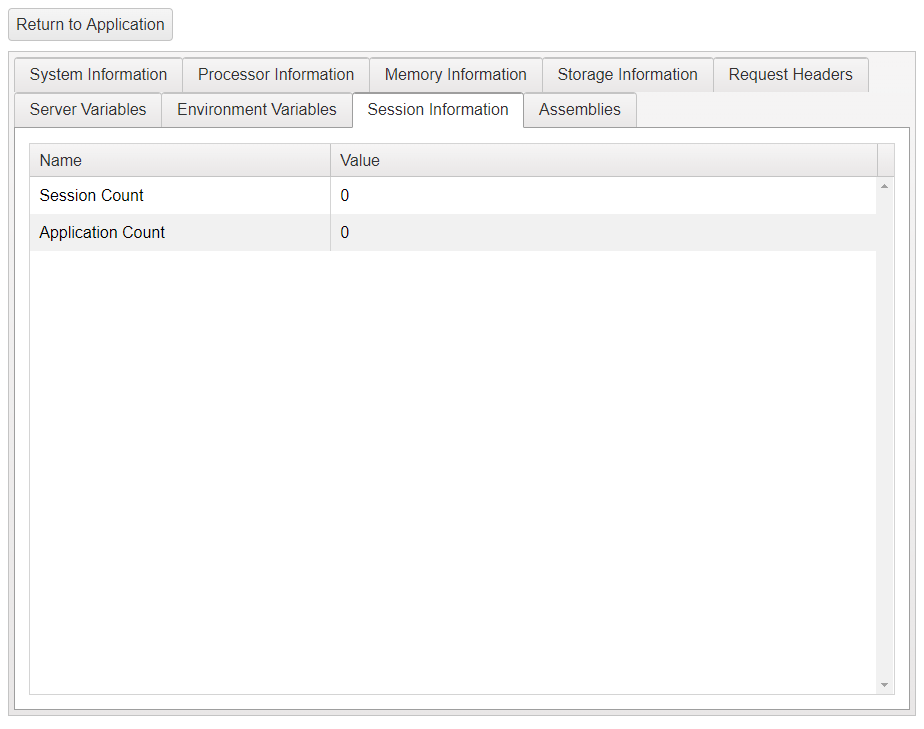 Return to Application
System Information Processor Information Memory Information Storage Information Request Headers
Server Variables Environment Variables Session Information Assemblies
Name Value
Session Count 0
Application Count 0